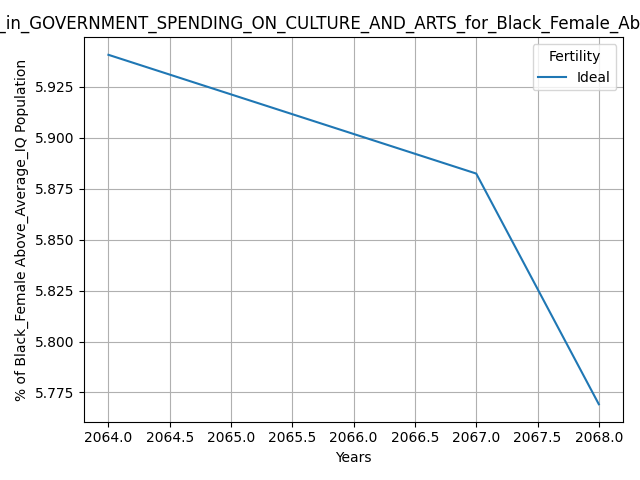 _in_GOVERNMENT_SPENDING_ON_CULTURE_AND_ARTS_for_Black_Female_Ab
Fertility
Ideal
% of Black_Female Above_Average_IQ Population
5.925
5.900
5.875
5.850
5.825
5.800
5.775
2064.0 2064.5 2065.0 2065.5 2066.0 2066.5 2067.0 2067.5 2068.0
Years